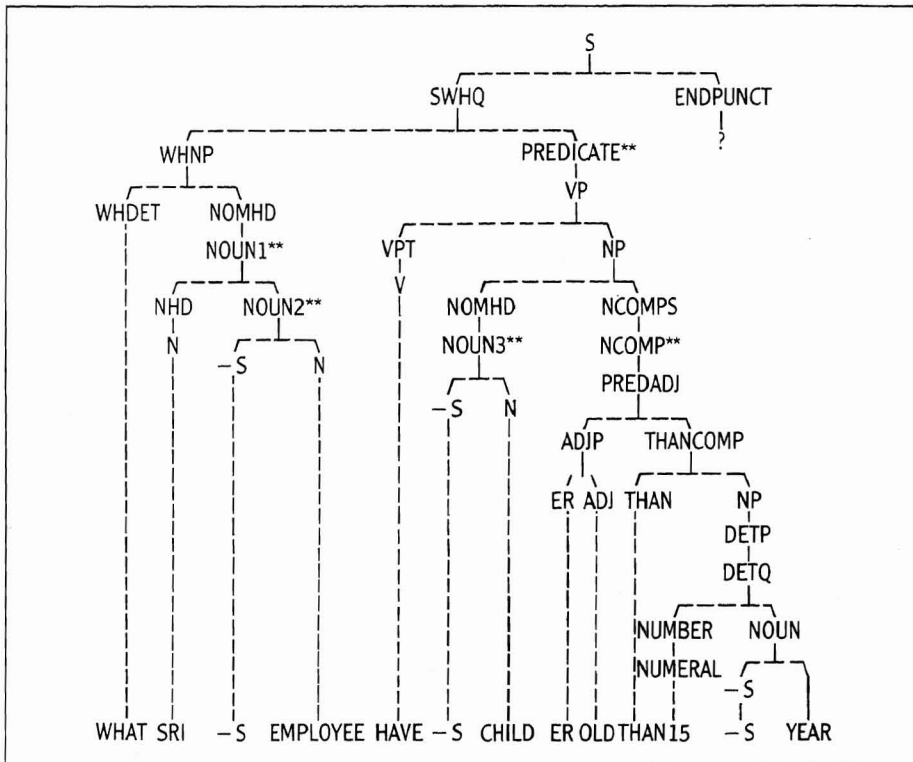 S
SWHQ ENDPUNCT
WHNP PREDICATE** ?
VP
WHDET NOMHD
NOUN1** VPT NP
V
NHD NOUN2** NOMHD NCOMPS
N NOUN3** NCOMP**
–S N PREDADJ
–S N
ADJP THANCOMP
ER ADJ THAN NP
DETP
DETQ
NUMBER NOUN
NUMERAL
–S
WHAT SRI –S EMPLOYEE HAVE –S CHILD ER OLD THAN 15 –S YEAR